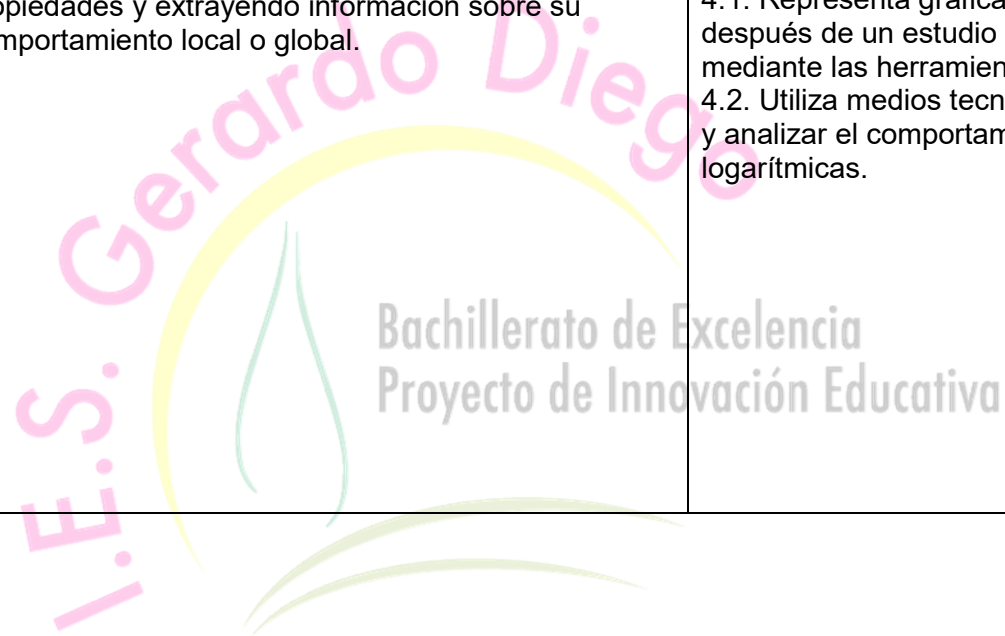 opiedades y extrayendo información sobre su
mportamiento local o global.
4.1. Representa gráfica
después de un estudio
mediante las herramien
4.2. Utiliza medios tecn
y analizar el comportam
logarítmicas.
I.E.S. Gerardo Diego
Bachillerato de Excelencia
Proyecto de Innovación Educativa